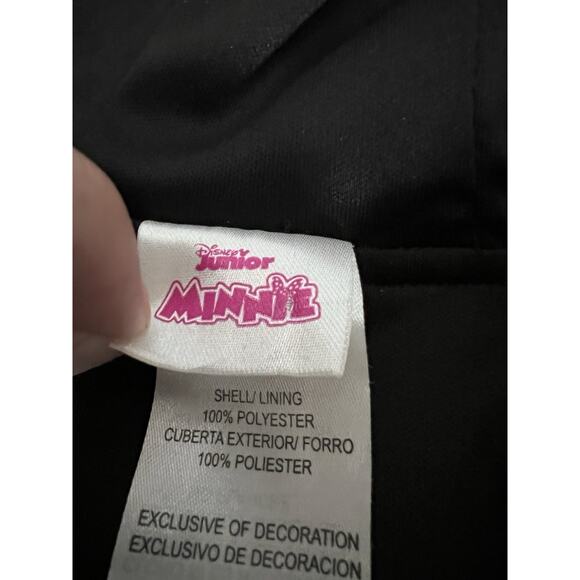 Disney
Junior
MINNIE
SHELL/ LINING
100% POLYESTER
CUBERTA EXTERIOR/ FORRO
100% POLIESTER
EXCLUSIVE OF DECORATION
EXCLUSIVO DE DECORACION